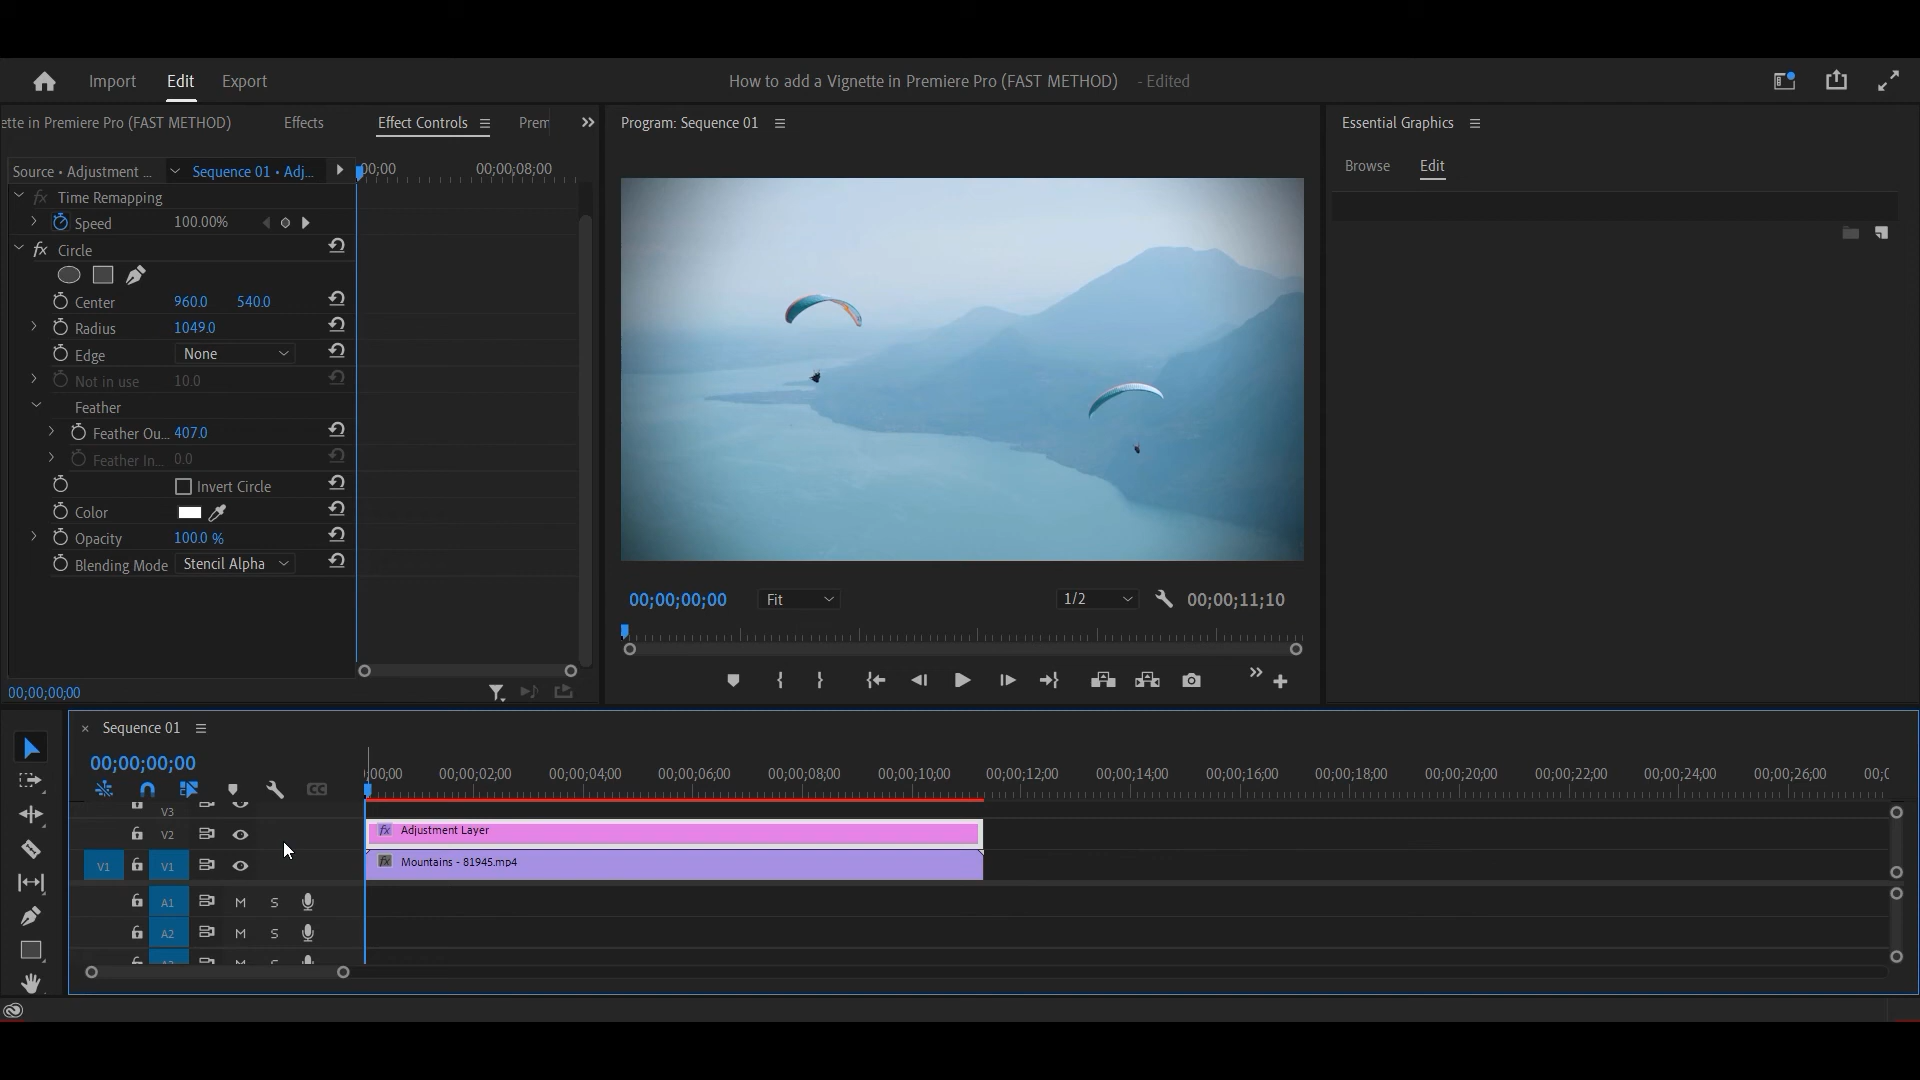 Import Edit Export How to add a Vignette in Premiere Pro (FAST METHOD) - Edited
ette in Premiere Pro (FAST METHOD) Effects Effect Controls Prem
Program: Sequence 01
Essential Graphics
Browse Edit
Source • Adjustment ... Sequence 01 • Adj... 00;00 00;00;08;00
fx Time Remapping
Speed 100.00%
fx Circle
Center 960.0 540.0
Radius 1049.0
Edge None
Not in use 10.0
Feather
Feather Ou... 407.0
Feather In... 0.0
Invert Circle
Color
Opacity 100.0 %
Blending Mode Stencil Alpha
00;00;00;00
00;00;00;00 Fit 1/2 00;00;11;10
× Sequence 01
00;00;00;00
;00;00 00;00;02;00 00;00;04;00 00;00;06;00 00;00;08;00 00;00;10;00 00;00;12;00 00;00;14;00 00;00;16;00 00;00;18;00 00;00;20;00 00;00;22;00 00;00;24;00 00;00;26;00 00;0
CC
V3
V2 fx Adjustment Layer
V1 V1 fx Mountains - 81945.mp4
A1 M S
A2 M S